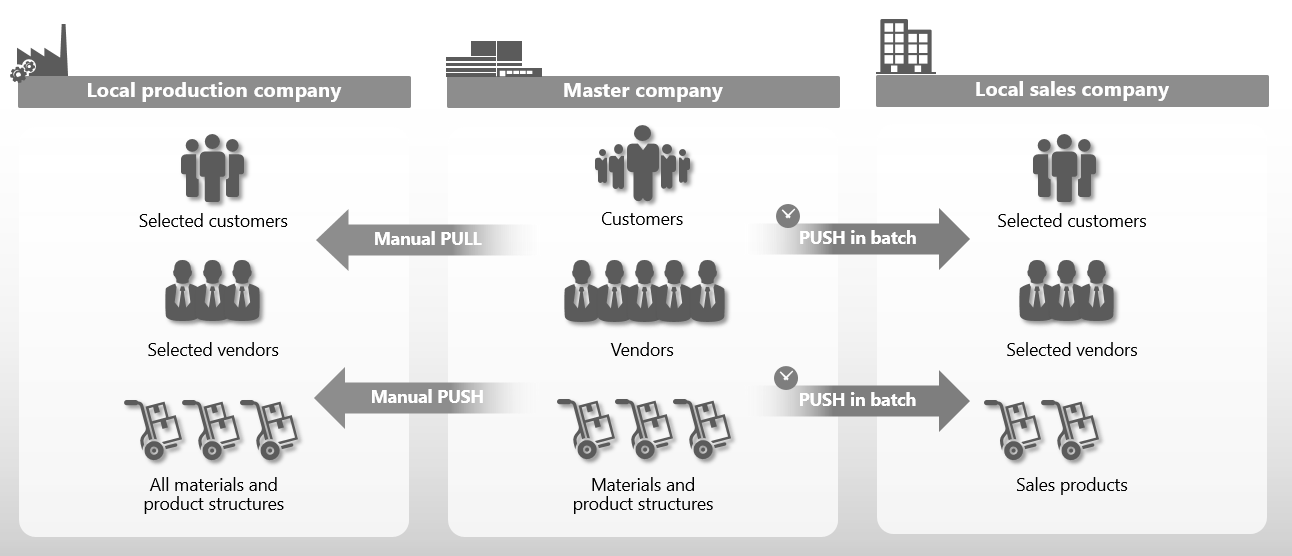 Local production company
Master company
Local sales company
Selected customers
Customers
Selected customers
Manual PULL
PUSH in batch
Selected vendors
Vendors
Selected vendors
Manual PUSH
PUSH in batch
All materials and
product structures
Materials and
product structures
Sales products